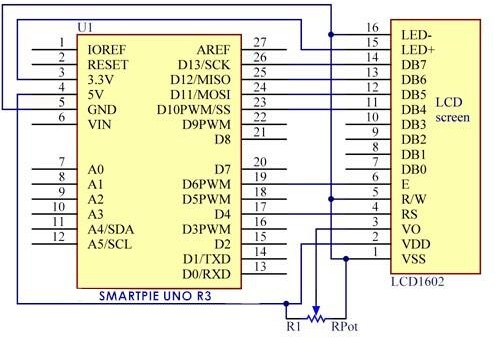 U1
1 IOREF AREF 27
2 RESET D13/SCK 26
3 3.3V D12/MISO 25
4 5V D11/MOSI 24
5 GND D10PWM/SS 23
6 VIN D9PWM 22
D8 21
7 A0 D7 20
8 A1 D6PWM 19
9 A2 D5PWM 18
10 A3 D4 17
11 A4/SDA D3PWM 16
12 A5/SCL D2 15
D1/TXD 14
D0/RXD 13
SMARTPIE UNO R3
16 LED-
15 LED+
14 DB7
13 DB6
12 DB5
11 DB4
10 DB3
9 DB2
8 DB1
7 DB0
6 E
5 R/W
4 RS
3 VO
2 VDD
1 VSS
LCD
screen
LCD1602
R1 RPot